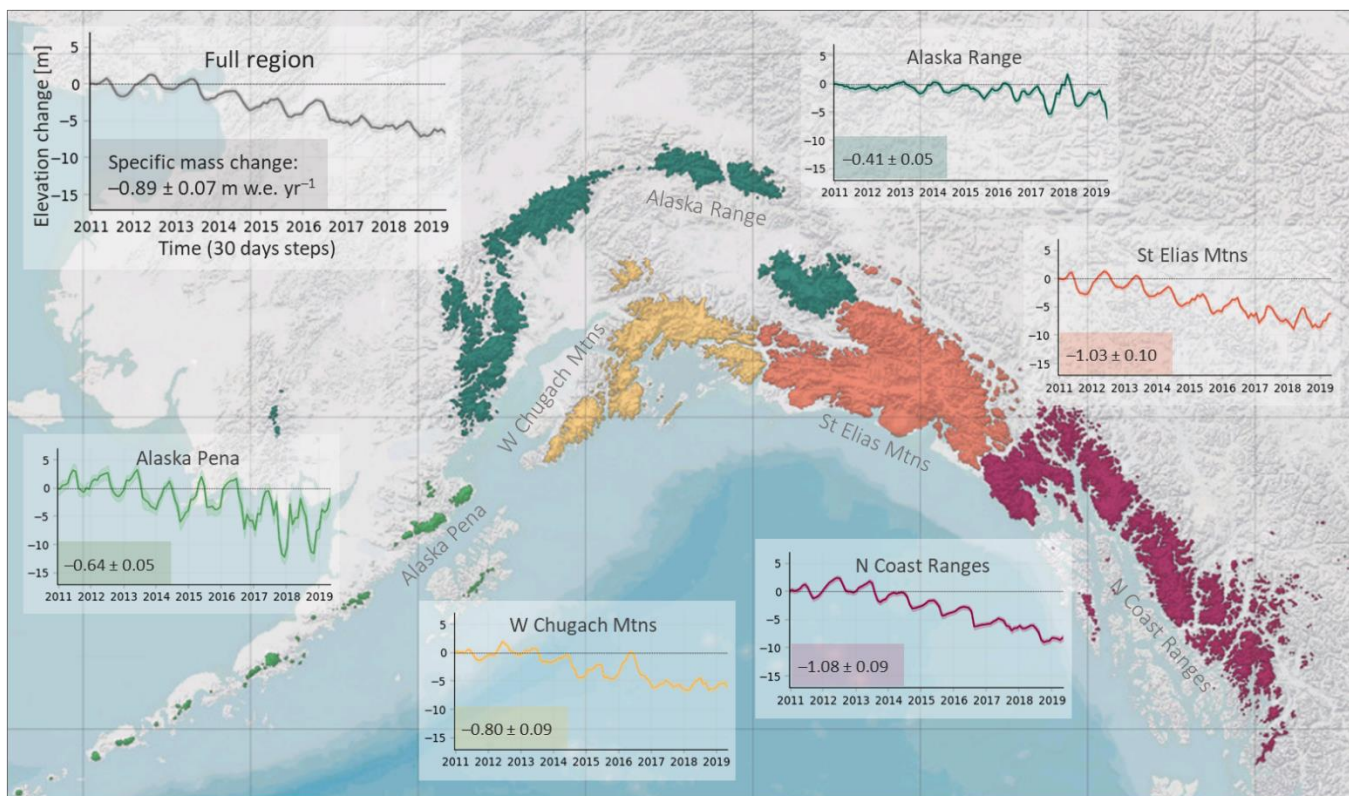 Full region
Elevation change [m]
5
0
−5
−10
−15
Specific mass change:
−0.89 ± 0.07 m w.e. yr⁻¹
2011 2012 2013 2014 2015 2016 2017 2018 2019
Time (30 days steps)
Alaska Range
5
0
−5
−10
−15
−0.41 ± 0.05
2011 2012 2013 2014 2015 2016 2017 2018 2019
Alaska Range
St Elias Mtns
5
0
−5
−10
−15
−1.03 ± 0.10
2011 2012 2013 2014 2015 2016 2017 2018 2019
W Chugach Mtns
St Elias Mtns
Alaska Pena
5
0
−5
−10
−15
−0.64 ± 0.05
2011 2012 2013 2014 2015 2016 2017 2018 2019
Alaska Pena
N Coast Ranges
5
0
−5
−10
−15
−1.08 ± 0.09
2011 2012 2013 2014 2015 2016 2017 2018 2019
N Coast Ranges
W Chugach Mtns
5
0
−5
−10
−15
−0.80 ± 0.09
2011 2012 2013 2014 2015 2016 2017 2018 2019